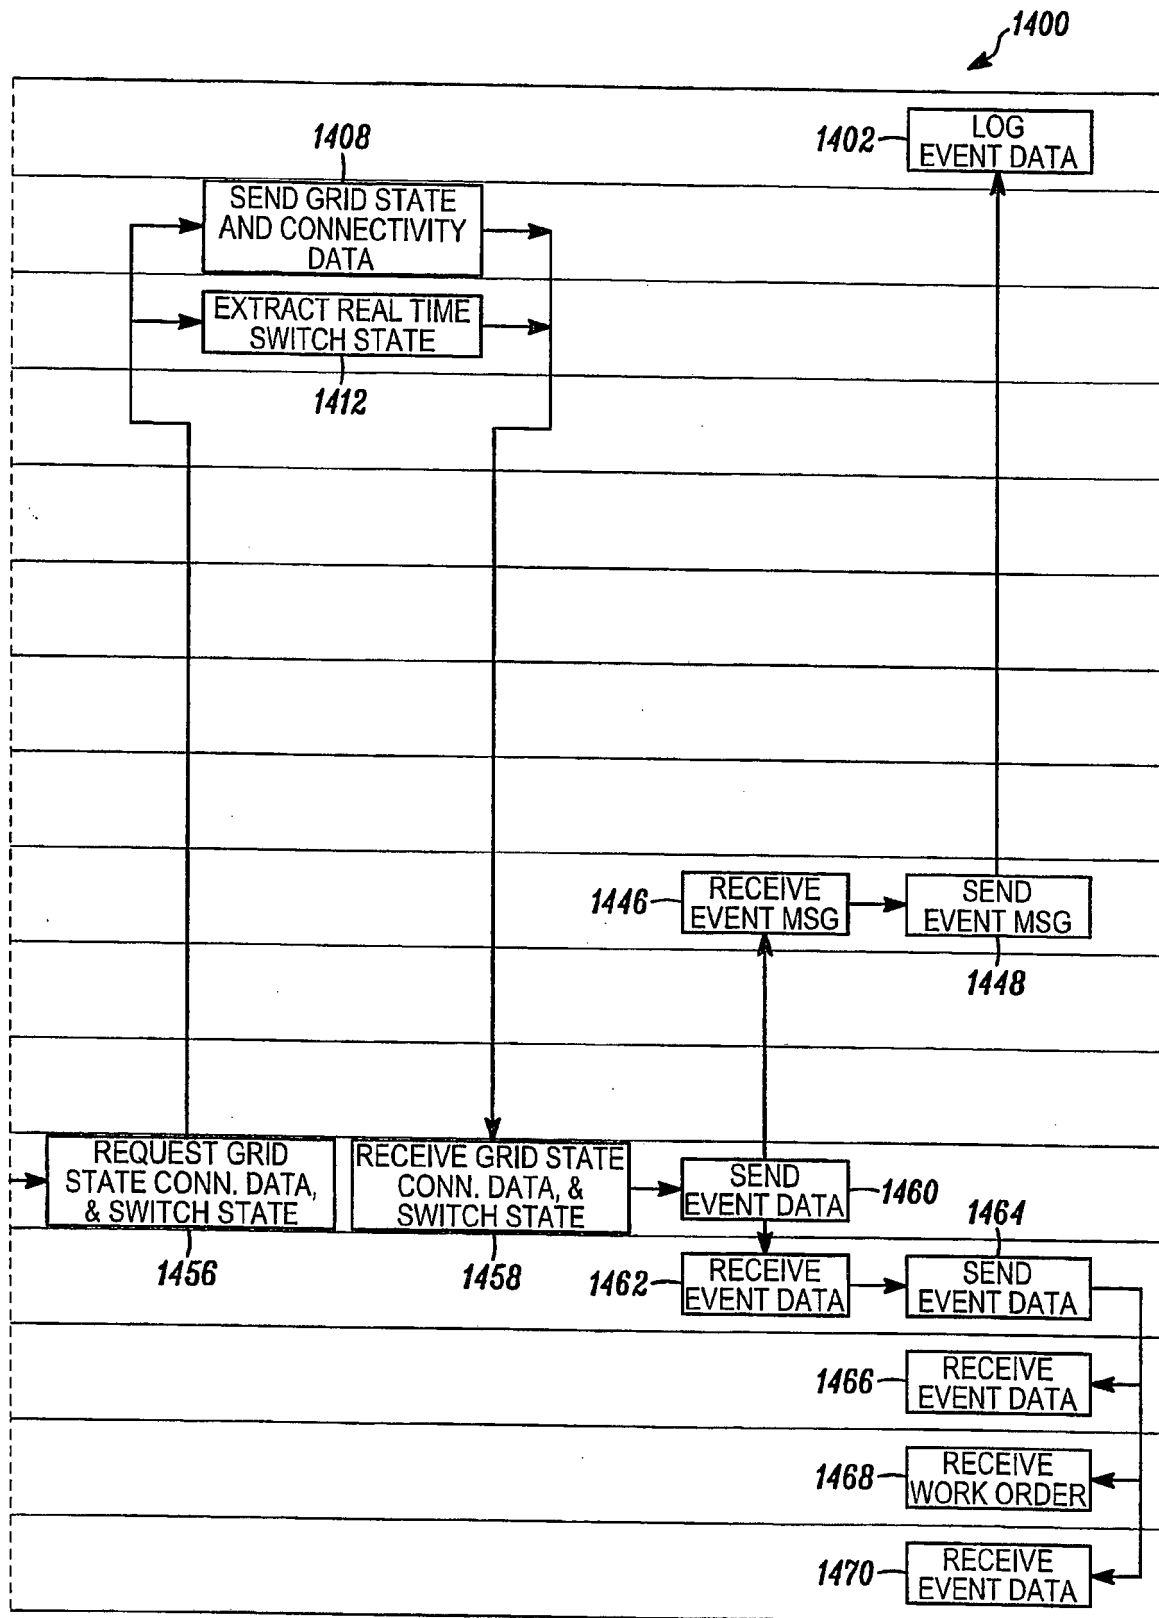 1400
1402
LOG
EVENT DATA
1408
SEND GRID STATE
AND CONNECTIVITY
DATA
EXTRACT REAL TIME
SWITCH STATE
1412
1446
RECEIVE
EVENT MSG
SEND
EVENT MSG
1448
REQUEST GRID
STATE CONN. DATA,
& SWITCH STATE
1456
RECEIVE GRID STATE
CONN. DATA, &
SWITCH STATE
1458
SEND
EVENT DATA
1460
1462
RECEIVE
EVENT DATA
1464
SEND
EVENT DATA
1466
RECEIVE
EVENT DATA
1468
RECEIVE
WORK ORDER
1470
RECEIVE
EVENT DATA